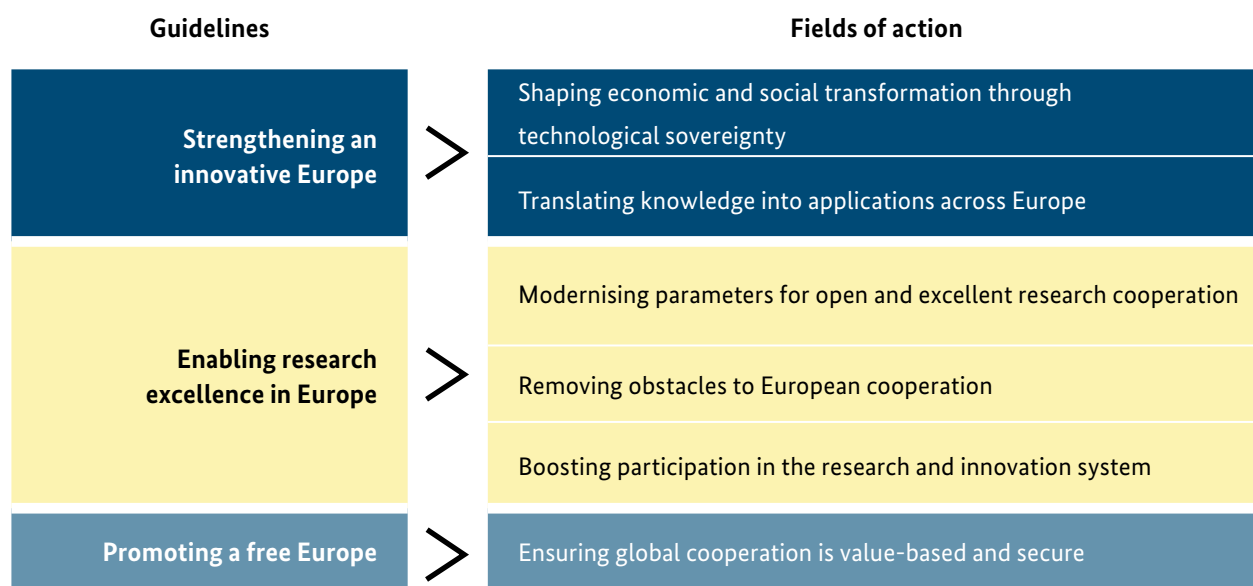 Guidelines
Fields of action
Strengthening an
innovative Europe
Shaping economic and social transformation through
technological sovereignty
Translating knowledge into applications across Europe
Enabling research
excellence in Europe
Modernising parameters for open and excellent research cooperation
Removing obstacles to European cooperation
Boosting participation in the research and innovation system
Promoting a free Europe
Ensuring global cooperation is value-based and secure